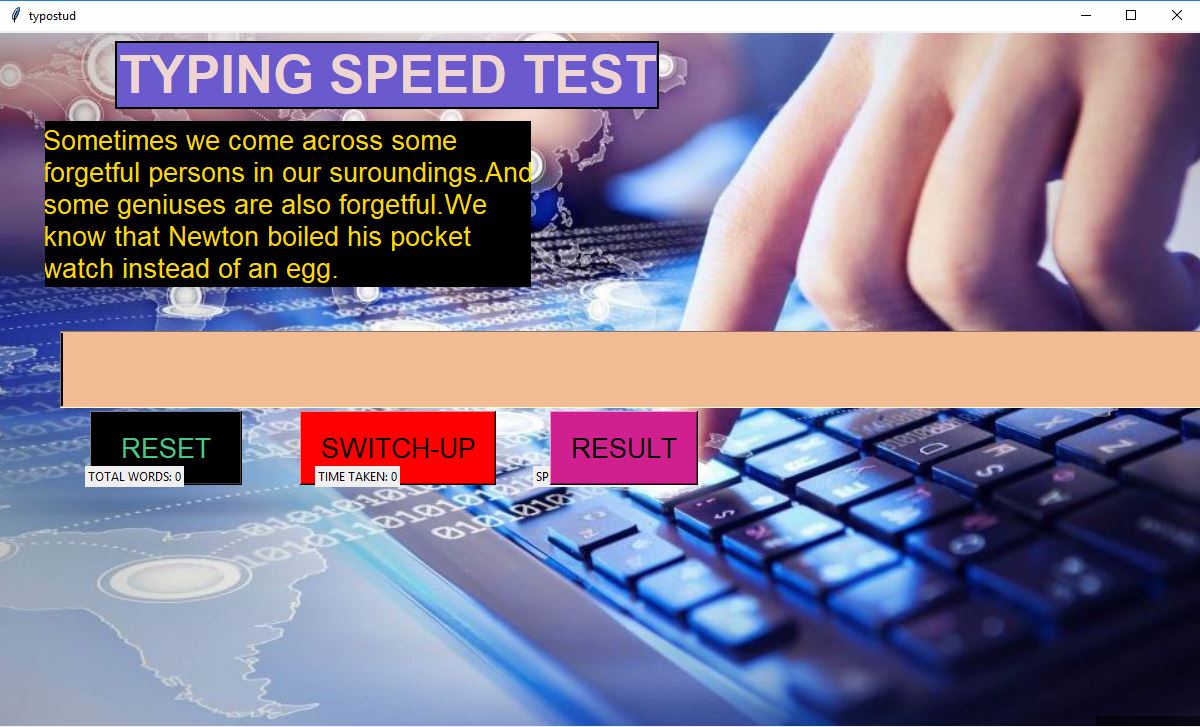 typostud
TYPING SPEED TEST
Sometimes we come across some
forgetful persons in our suroundings.And
some geniuses are also forgetful.We
know that Newton boiled his pocket
watch instead of an egg.
RESET
SWITCH-UP
RESULT
TOTAL WORDS: 0
TIME TAKEN: 0
SP